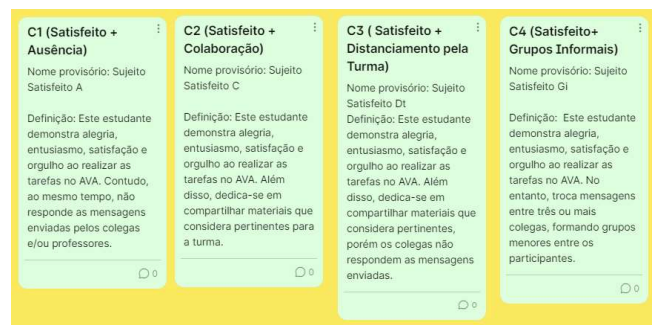 C1 (Satisfeito +
Ausência)
Nome provisório: Sujeito
Satisfeito A
Definição: Este estudante
demonstra alegria,
entusiasmo, satisfação e
orgulho ao realizar as
tarefas no AVA. Contudo,
ao mesmo tempo, não
responde as mensagens
enviadas pelos colegas
e/ou professores.
0
C2 (Satisfeito +
Colaboração)
Nome provisório: Sujeito
Satisfeito C
Definição: Este estudante
demonstra alegria,
entusiasmo, satisfação e
orgulho ao realizar as
tarefas no AVA. Além
disso, dedica-se em
compartilhar materiais que
considera pertinentes para
a turma.
0
C3 ( Satisfeito +
Distanciamento pela
Turma)
Nome provisório: Sujeito
Satisfeito Dt
Definição: Este estudante
demonstra alegria,
entusiasmo, satisfação e
orgulho ao realizar as
tarefas no AVA. Além
disso, dedica-se em
compartilhar materiais que
considera pertinentes,
porém os colegas não
respondem as mensagens
enviadas.
0
C4 (Satisfeito+
Grupos Informais)
Nome provisório: Sujeito
Satisfeito Gi
Definição: Este estudante
demonstra alegria,
entusiasmo, satisfação e
orgulho ao realizar as
tarefas no AVA. No
entanto, troca mensagens
entre três ou mais
colegas, formando grupos
menores entre os
participantes.
0